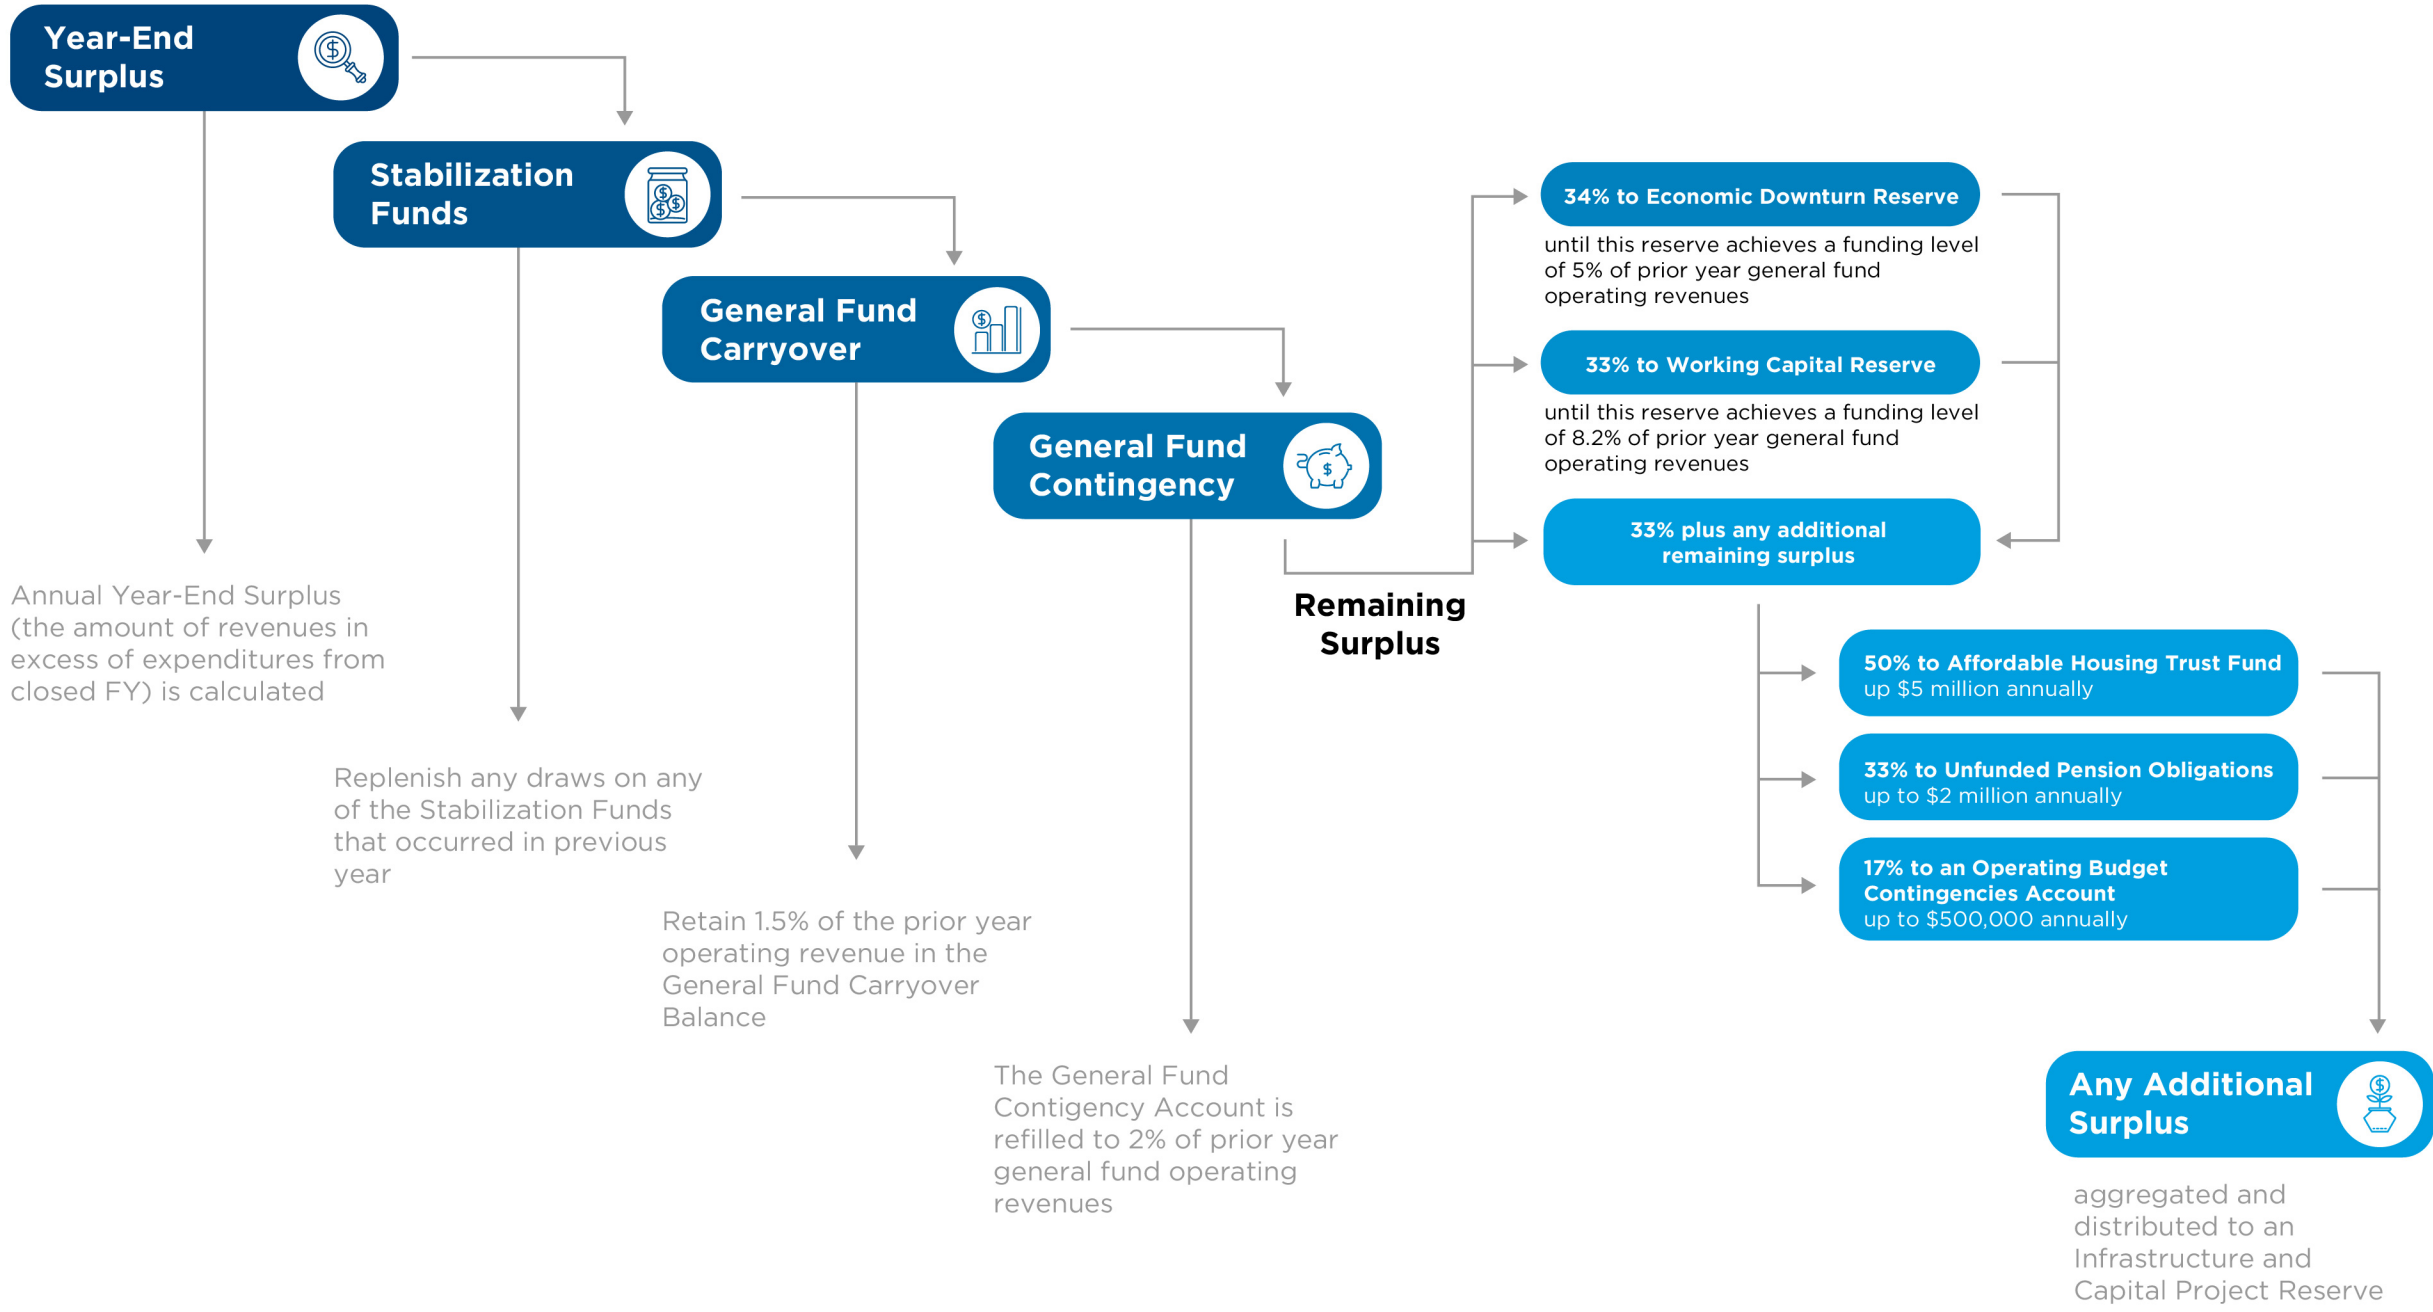 Year-End
Surplus
Stabilization
Funds
General Fund
Carryover
General Fund
Contingency
Annual Year-End Surplus
(the amount of revenues in
excess of expenditures from
closed FY) is calculated
Replenish any draws on any
of the Stabilization Funds
that occurred in previous
year
Retain 1.5% of the prior year
operating revenue in the
General Fund Carryover
Balance
The General Fund
Contigency Account is
refilled to 2% of prior year
general fund operating
revenues
Remaining
Surplus
34% to Economic Downturn Reserve
until this reserve achieves a funding level
of 5% of prior year general fund
operating revenues
33% to Working Capital Reserve
until this reserve achieves a funding level
of 8.2% of prior year general fund
operating revenues
33% plus any additional
remaining surplus
50% to Affordable Housing Trust Fund
up $5 million annually
33% to Unfunded Pension Obligations
up to $2 million annually
17% to an Operating Budget
Contingencies Account
up to $500,000 annually
Any Additional
Surplus
aggregated and
distributed to an
Infrastructure and
Capital Project Reserve